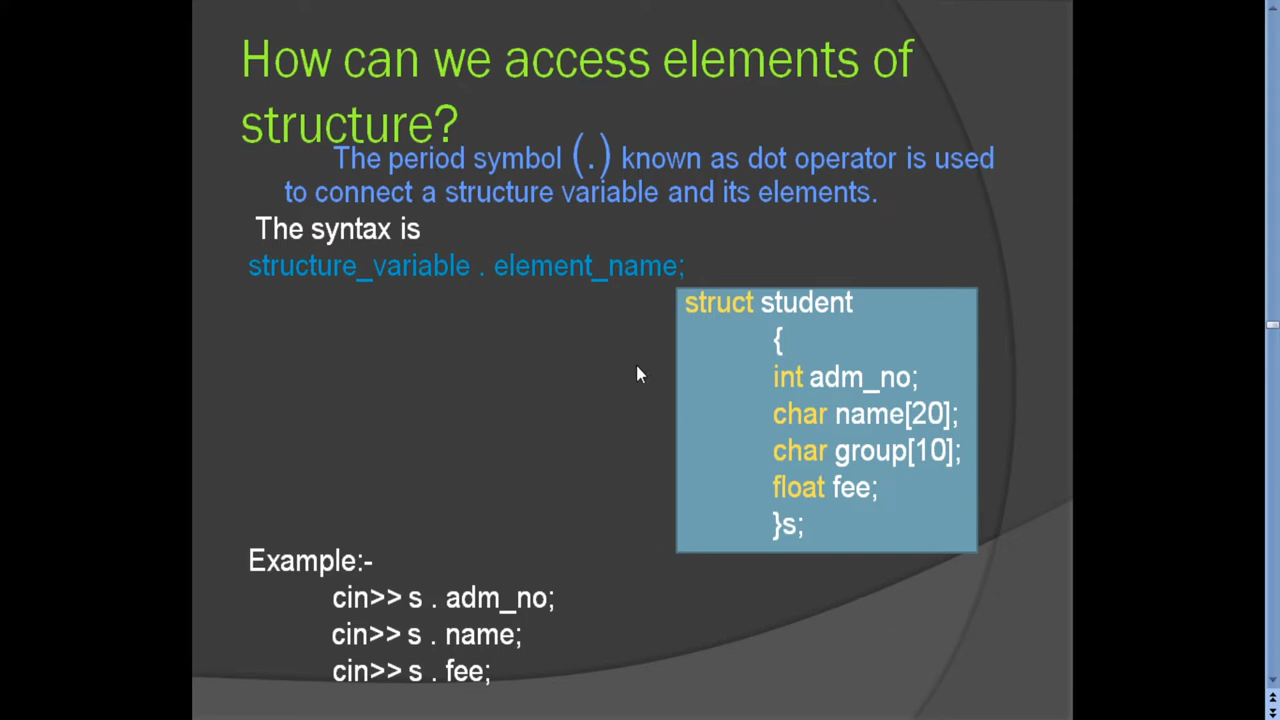 How can we access elements of
structure?
The period symbol (.) known as dot operator is used
to connect a structure variable and its elements.
The syntax is
structure_variable . element_name;
struct student
{
int adm_no;
char name[20];
char group[10];
float fee;
}s;
Example:-
cin>> s . adm_no;
cin>> s . name;
cin>> s . fee;